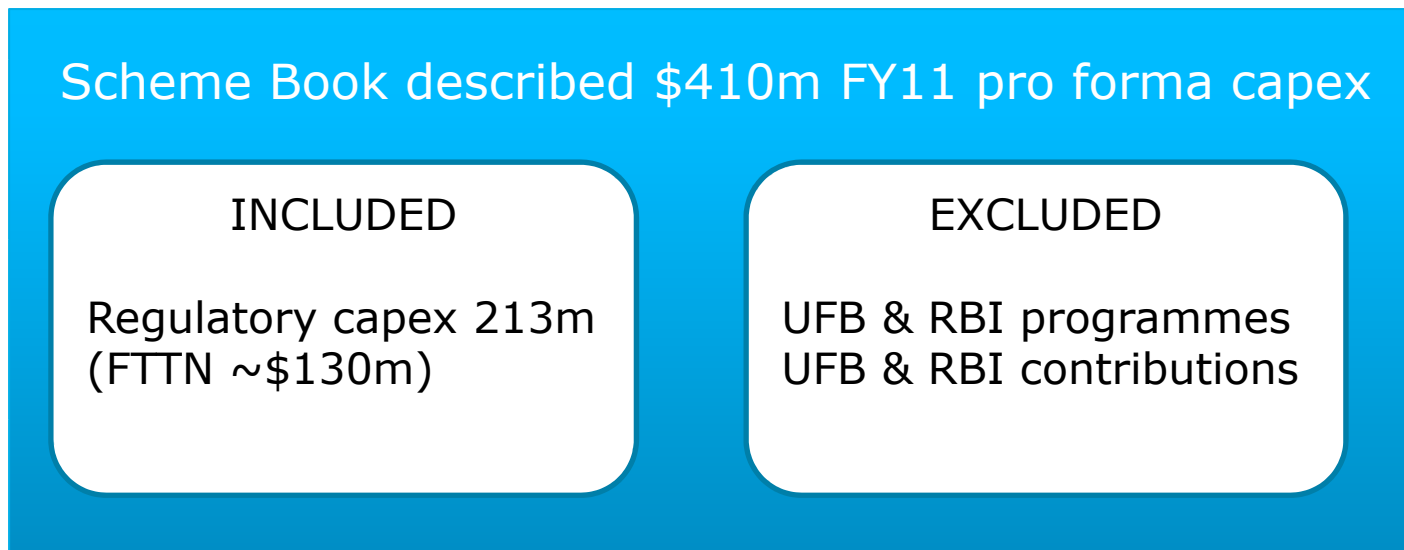 Scheme Book described $410m FY11 pro forma capex
INCLUDED
Regulatory capex 213m
(FTTN ~$130m)
EXCLUDED
UFB & RBI programmes
UFB & RBI contributions